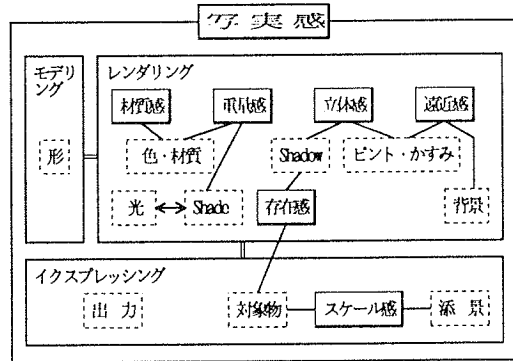 写実感
モデリ
ング
レンダリング
材質感
重量感
立体感
遠近感
形
色・材質
Shadow
ピント・かすみ
光
Shade
存在感
背景
イクスプレッシング
出力
対象物
スケール感
添景